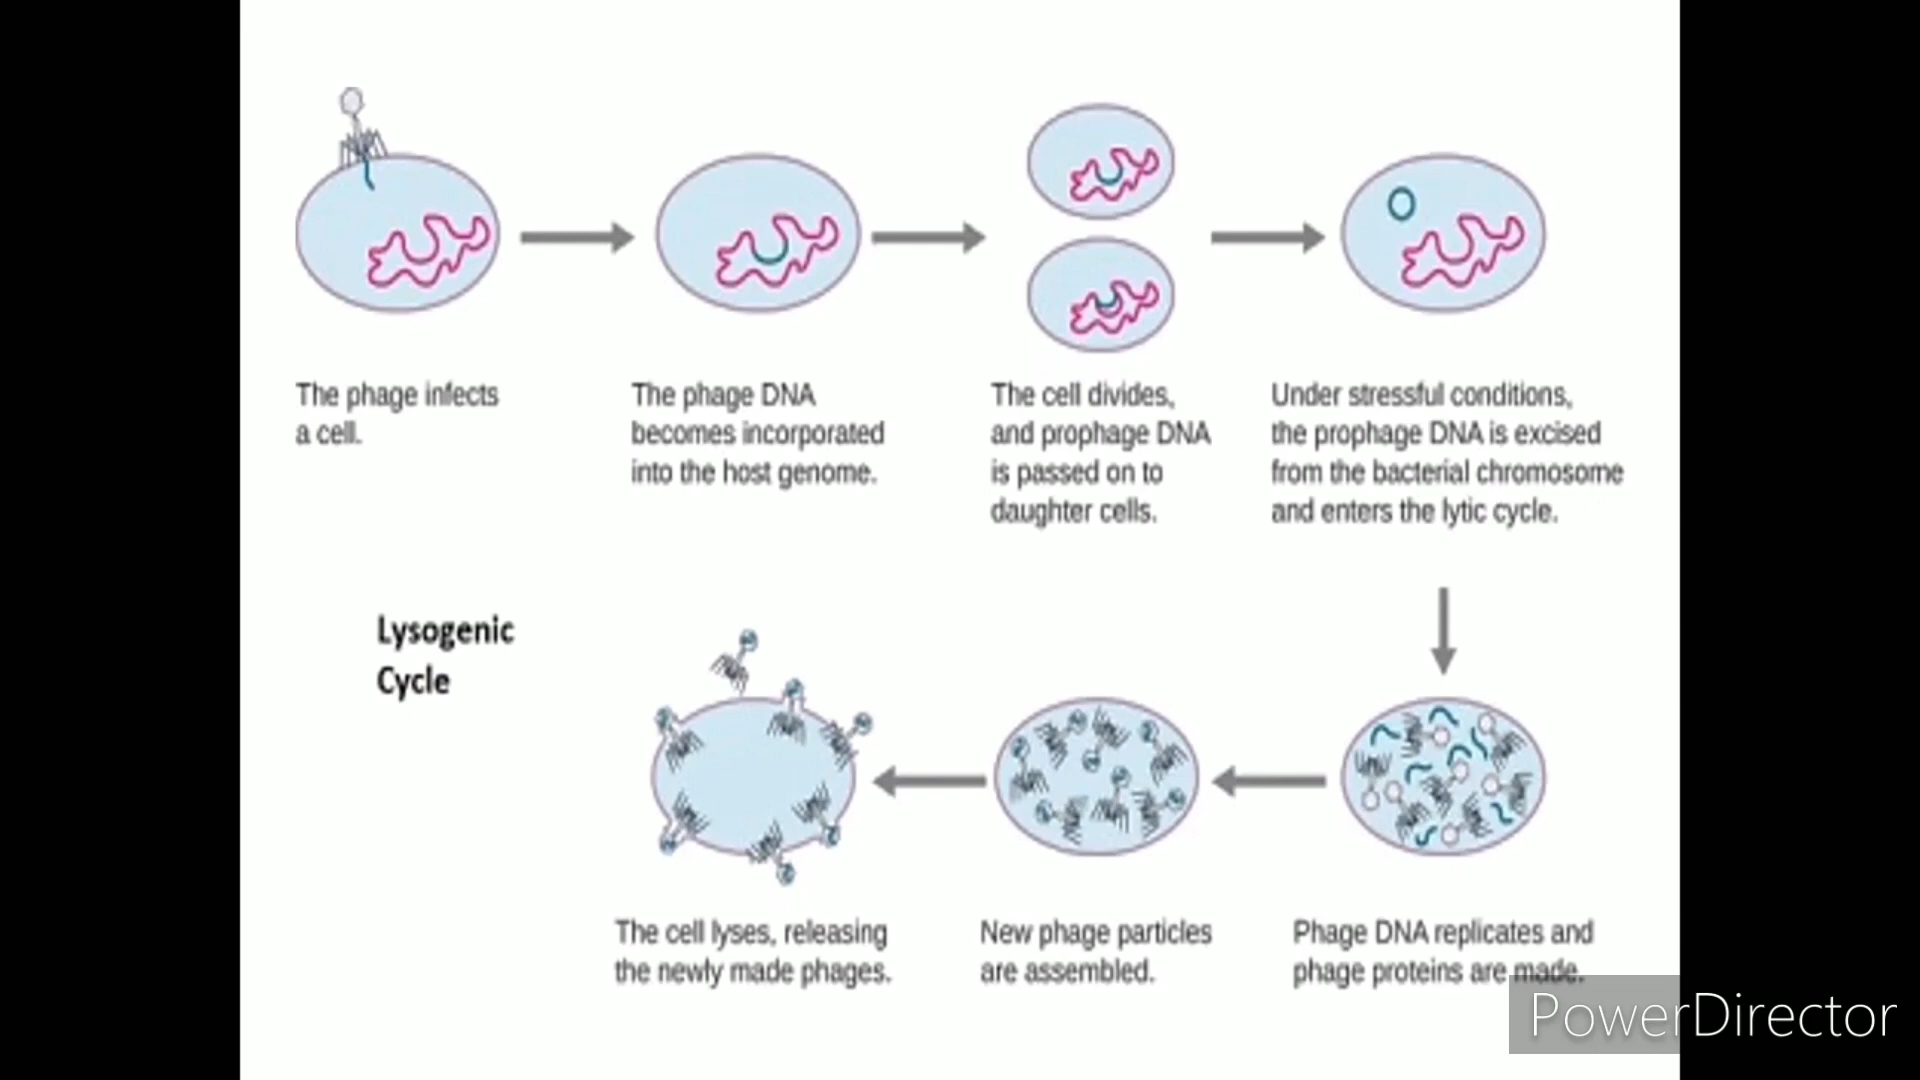 The phage infects
a cell.
The phage DNA
becomes incorporated
into the host genome.
The cell divides,
and prophage DNA
is passed on to
daughter cells.
Under stressful conditions,
the prophage DNA is excised
from the bacterial chromosome
and enters the lytic cycle.
Lysogenic
Cycle
The cell lyses, releasing
the newly made phages.
New phage particles
are assembled.
Phage DNA replicates and
phage proteins are made.
PowerDirector